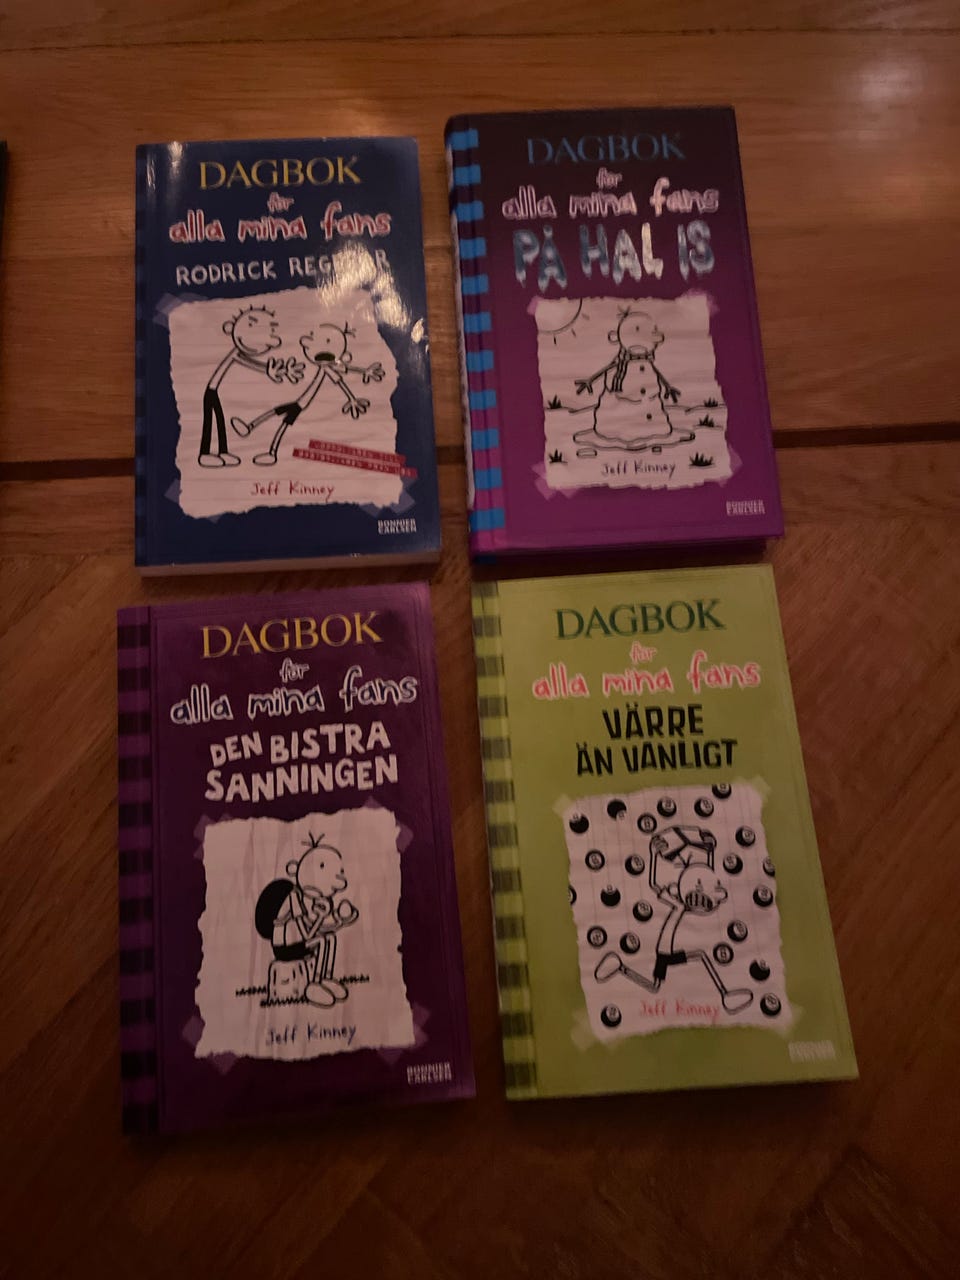 DAGBOK
för
alla mina fans
RODRICK REGERAR
Jeff Kinney
BONNIER
CARLSEN
DAGBOK
för
alla mina fans
PÅ HAL IS
Jeff Kinney
BONNIER
CARLSEN
DAGBOK
för
alla mina fans
DEN BISTRA
SANNINGEN
Jeff Kinney
BONNIER
CARLSEN
DAGBOK
för
alla mina fans
VÄRRE
ÄN VANLIGT
Jeff Kinney
BONNIER
CARLSEN